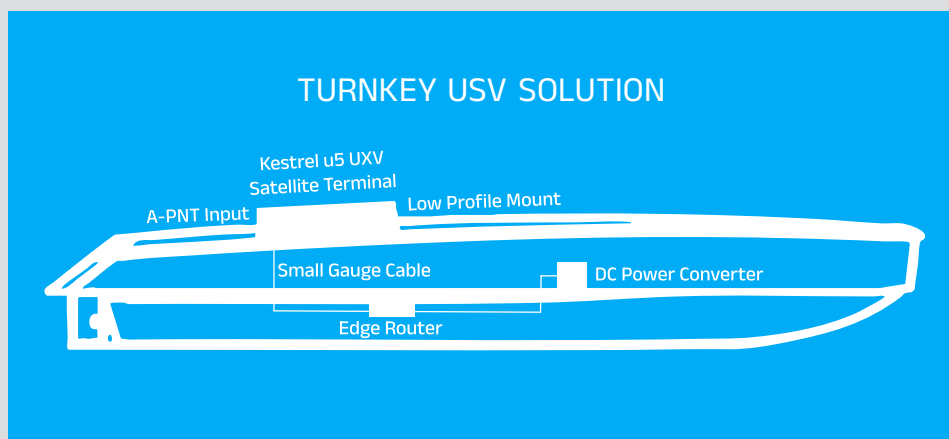 TURNKEY USV SOLUTION
Kestrel u5 UXV
Satellite Terminal
A-PNT Input
Low Profile Mount
Small Gauge Cable
DC Power Converter
Edge Router